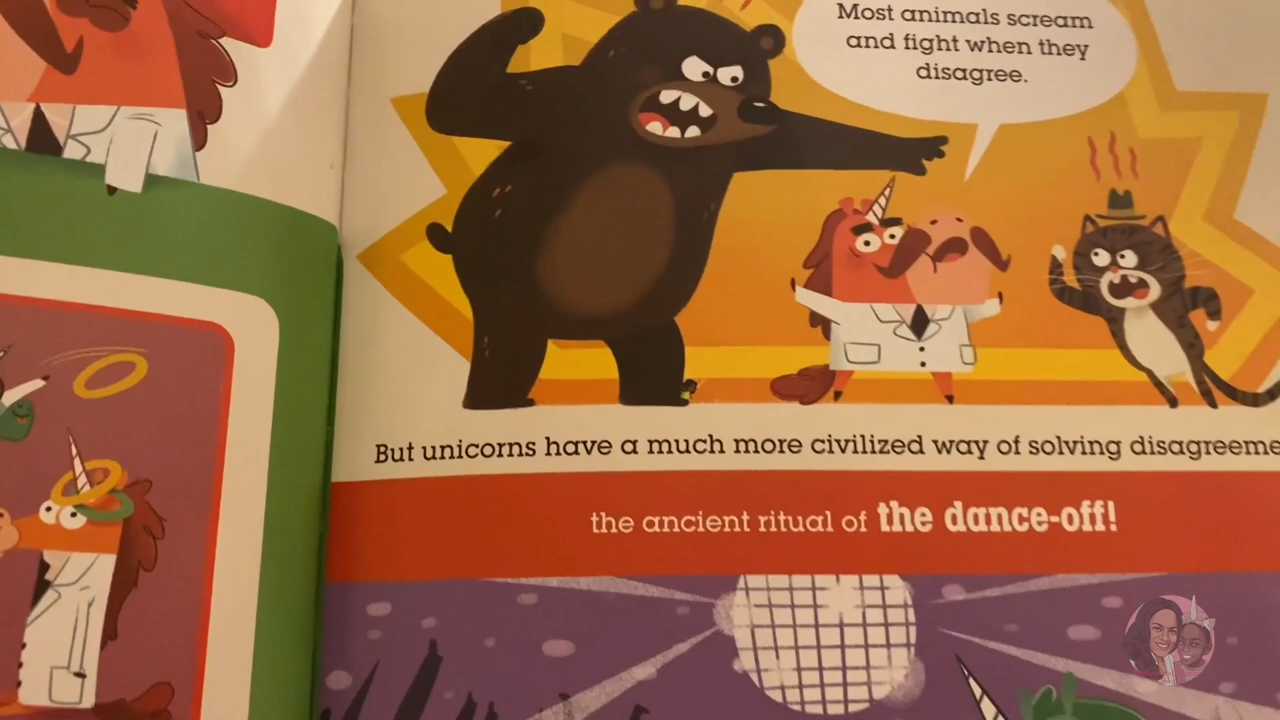 Most animals scream
and fight when they
disagree.
But unicorns have a much more civilized way of solving disagreeme
the ancient ritual of the dance-off!